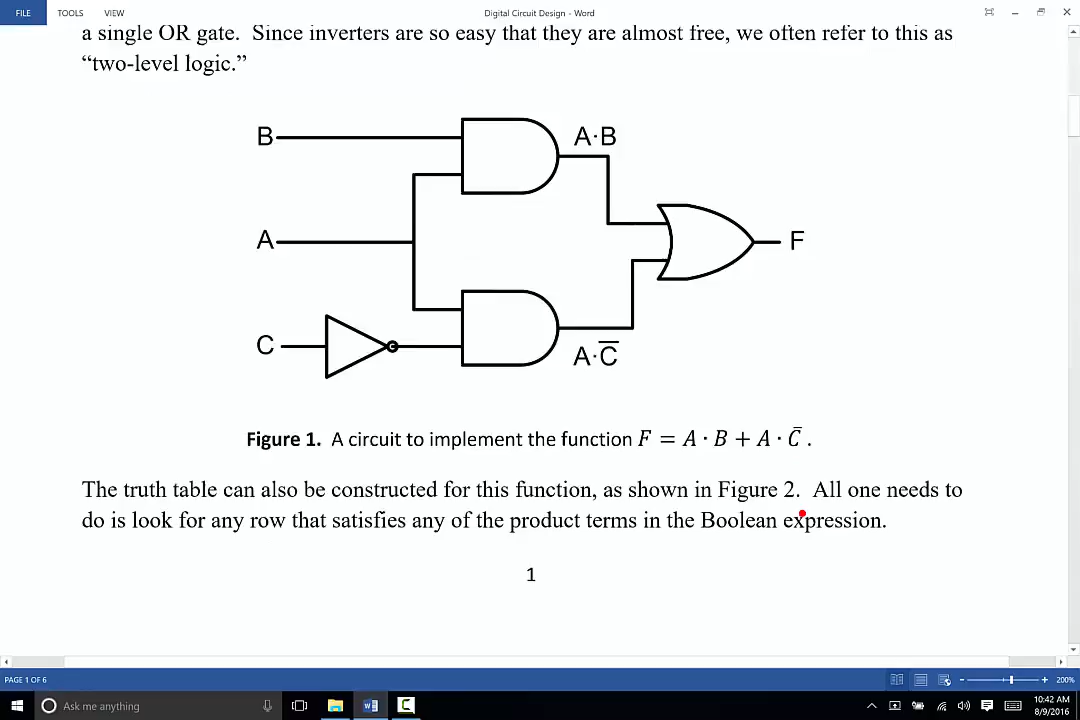 FILE TOOLS VIEW Digital Circuit Design - Word
a single OR gate. Since inverters are so easy that they are almost free, we often refer to this as
“two-level logic.”
B A·B
A F
C A·C̅
Figure 1. A circuit to implement the function F = A · B + A · C̅ .
The truth table can also be constructed for this function, as shown in Figure 2. All one needs to
do is look for any row that satisfies any of the product terms in the Boolean expression.
1
PAGE 1 OF 6 200%
Ask me anything 10:42 AM
8/9/2016